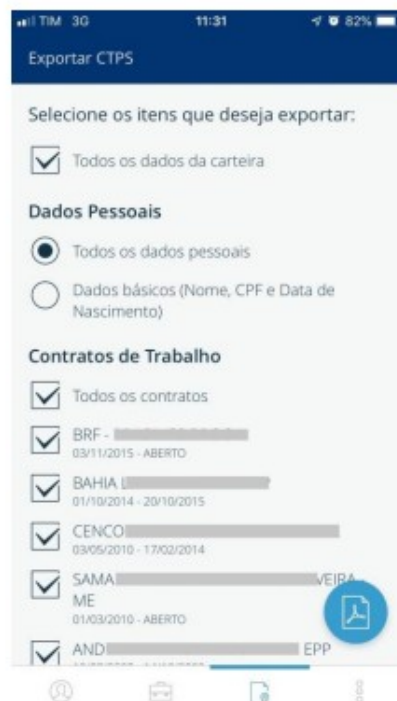 TIM 3G 11:31 82%
Exportar CTPS
Selecione os itens que deseja exportar:
Todos os dados da carteira
Dados Pessoais
Todos os dados pessoais
Dados básicos (Nome, CPF e Data de
Nascimento)
Contratos de Trabalho
Todos os contratos
BRF -
03/11/2015 - ABERTO
BAHIA
01/10/2014 - 20/10/2015
CENCO
03/05/2010 - 17/02/2014
SAMA VEIRA -
ME
01/03/2010 - ABERTO
AND EPP